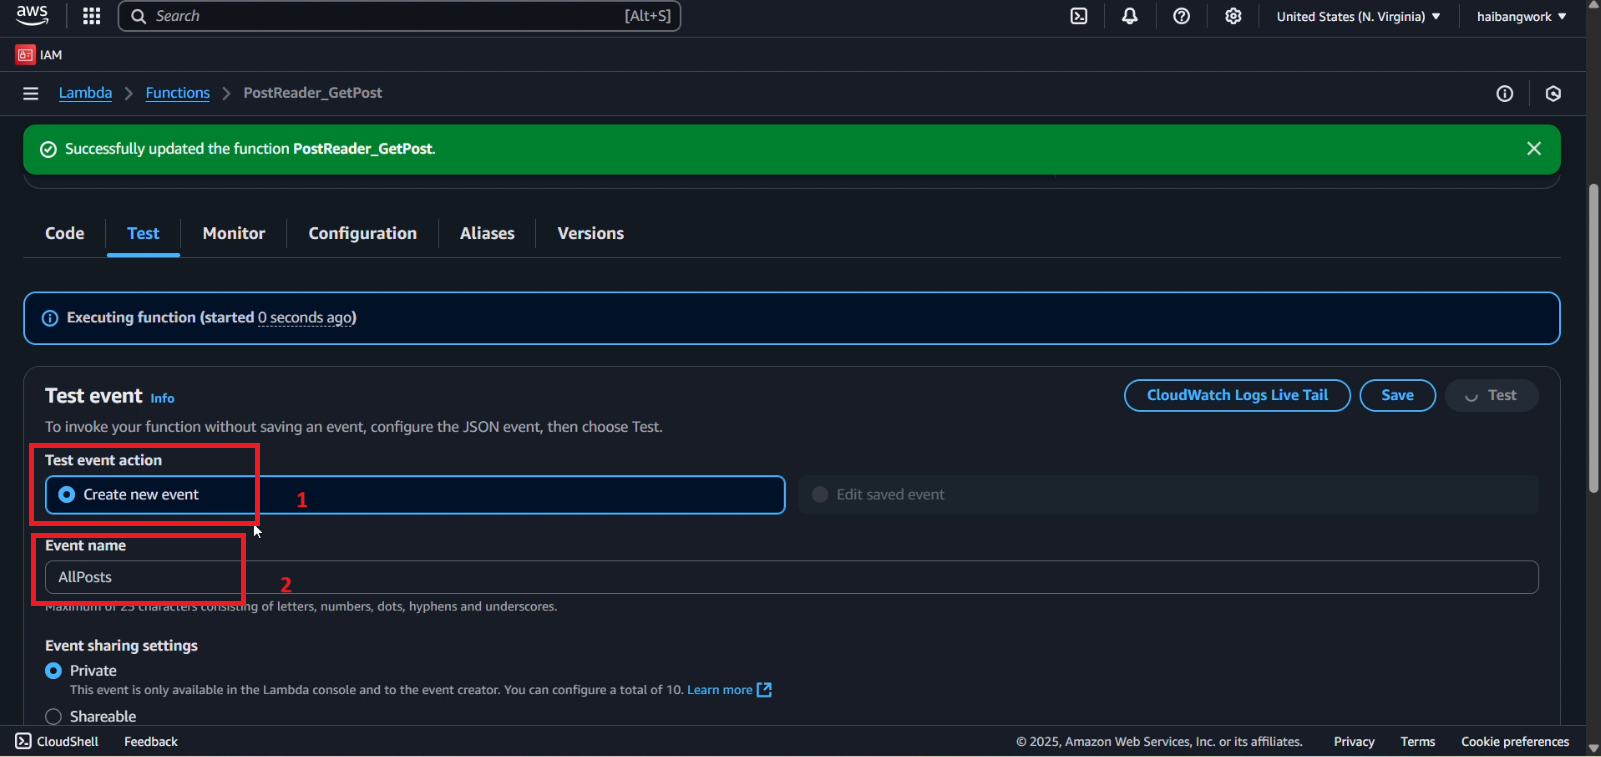 aws
Search [Alt+S]
United States (N. Virginia)
haibangwork
IAM
Lambda
Functions
PostReader_GetPost
Successfully updated the function PostReader_GetPost.
Code
Test
Monitor
Configuration
Aliases
Versions
Executing function (started 0 seconds ago)
Test event Info
CloudWatch Logs Live Tail
Save
Test
To invoke your function without saving an event, configure the JSON event, then choose Test.
Test event action
Create new event
1
Edit saved event
Event name
AllPosts
2
Maximum of 25 characters consisting of letters, numbers, dots, hyphens and underscores.
Event sharing settings
Private
This event is only available in the Lambda console and to the event creator. You can configure a total of 10. Learn more
Shareable
CloudShell
Feedback
© 2025, Amazon Web Services, Inc. or its affiliates.
Privacy
Terms
Cookie preferences